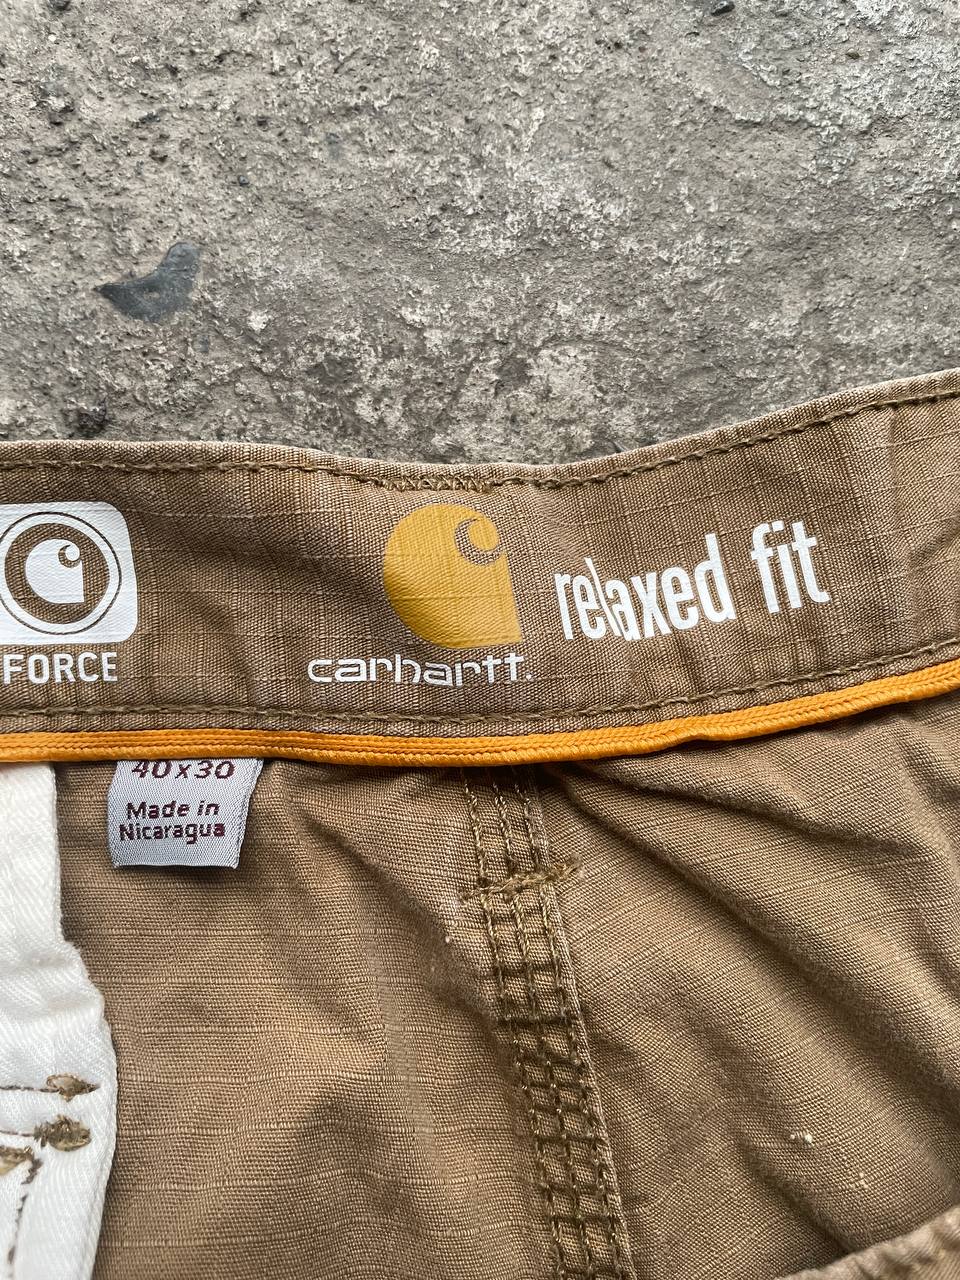 FORCE
carhartt.
relaxed fit
40x30
Made in
Nicaragua